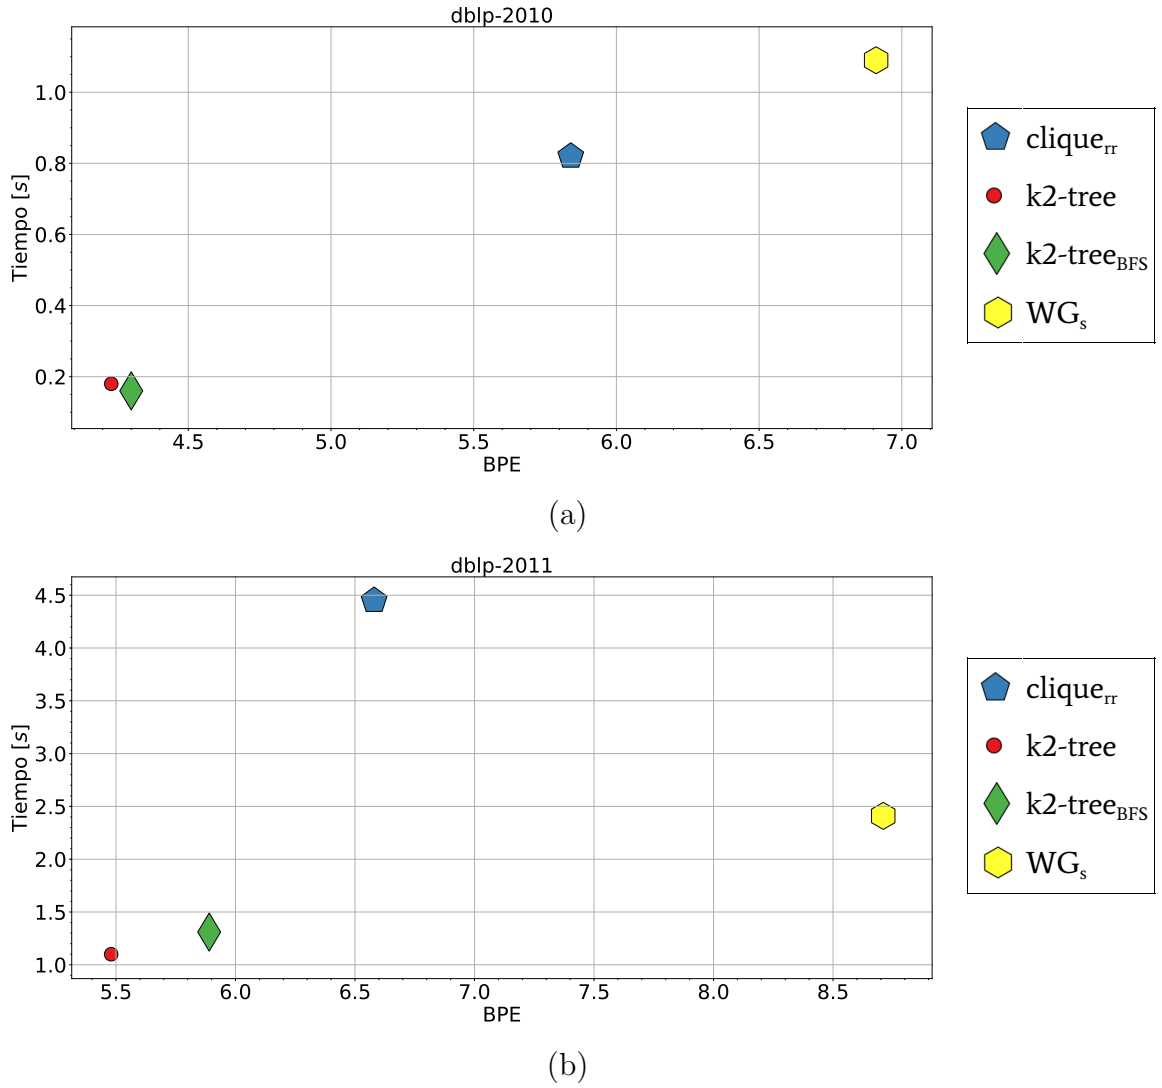 dblp-2010
Tiempo [s]
1.0
0.8
0.6
0.4
0.2
4.5 5.0 5.5 6.0 6.5 7.0
BPE
clique_rr
k2-tree
k2-tree_BFS
WG_s
(a)
dblp-2011
Tiempo [s]
4.5
4.0
3.5
3.0
2.5
2.0
1.5
1.0
5.5 6.0 6.5 7.0 7.5 8.0 8.5
BPE
clique_rr
k2-tree
k2-tree_BFS
WG_s
(b)